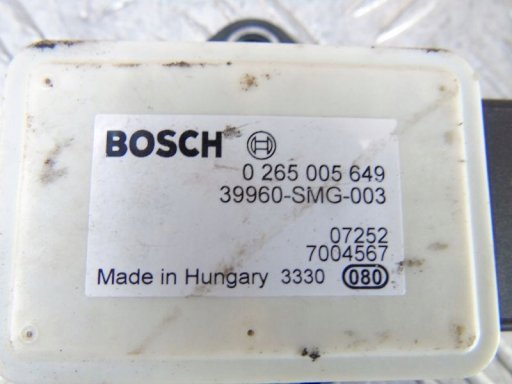 BOSCH
0 265 005 649
39960-SMG-003
07252
7004567
Made in Hungary 3330 080